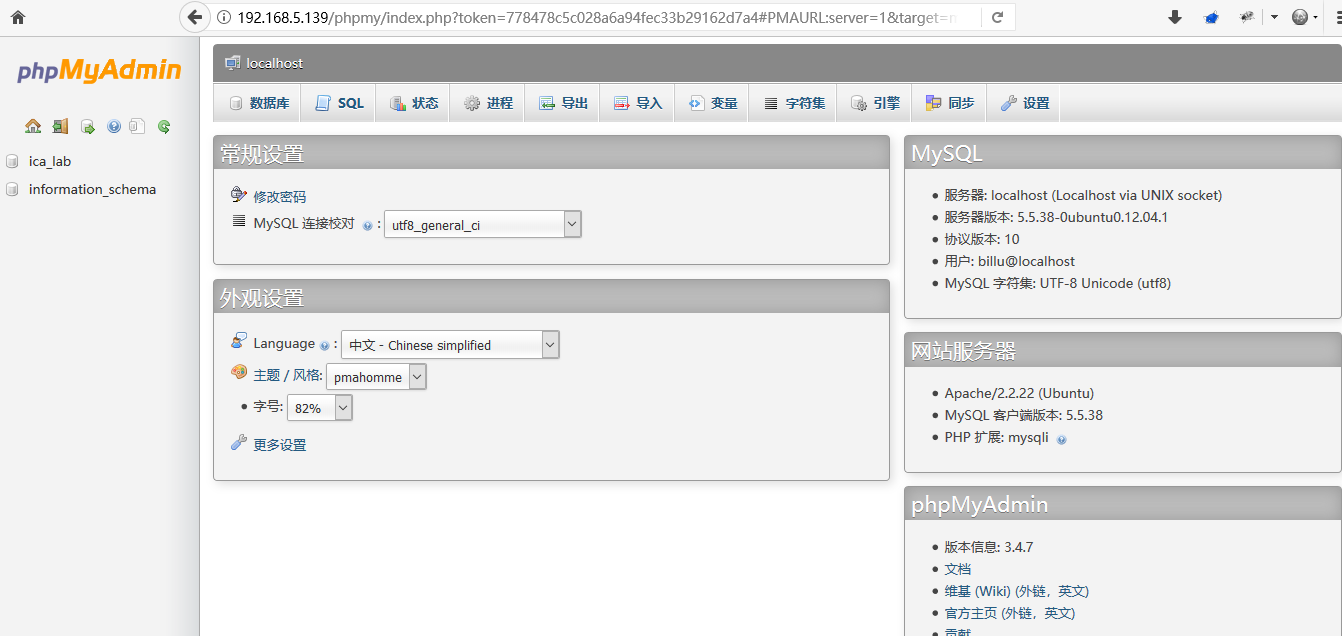 192.168.5.139/phpmy/index.php?token=778478c5c028a6a94fec33b29162d7a4#PMAURL:server=1&target=
phpMyAdmin
ica_lab
information_schema
localhost
数据库 SQL 状态 进程 导出 导入 变量 字符集 引擎 同步 设置
常规设置
修改密码
MySQL 连接校对 : utf8_general_ci
外观设置
Language : 中文 - Chinese simplified
主题 / 风格: pmahomme
字号: 82%
更多设置
MySQL
服务器: localhost (Localhost via UNIX socket)
服务器版本: 5.5.38-0ubuntu0.12.04.1
协议版本: 10
用户: billu@localhost
MySQL 字符集: UTF-8 Unicode (utf8)
网站服务器
Apache/2.2.22 (Ubuntu)
MySQL 客户端版本: 5.5.38
PHP 扩展: mysqli
phpMyAdmin
版本信息: 3.4.7
文档
维基 (Wiki) (外链，英文)
官方主页 (外链，英文)